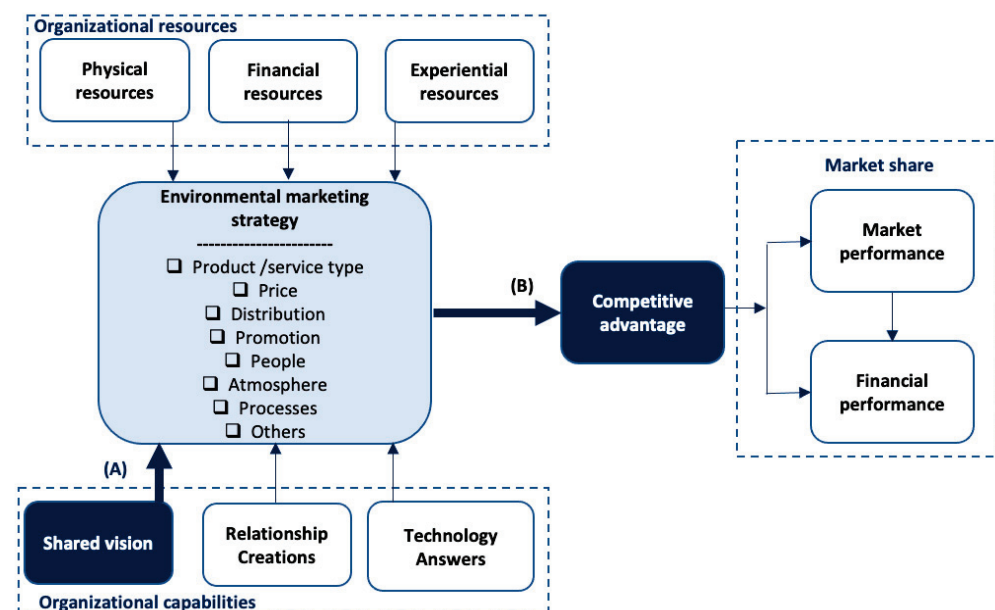 Organizational resources
Physical
resources
Financial
resources
Experiential
resources
Environmental marketing
strategy
-----------------------
❑ Product /service type
❑ Price
❑ Distribution
❑ Promotion
❑ People
❑ Atmosphere
❑ Processes
❑ Others
(B)
Competitive
advantage
Market share
Market
performance
Financial
performance
(A)
Shared vision
Relationship
Creations
Technology
Answers
Organizational capabilities